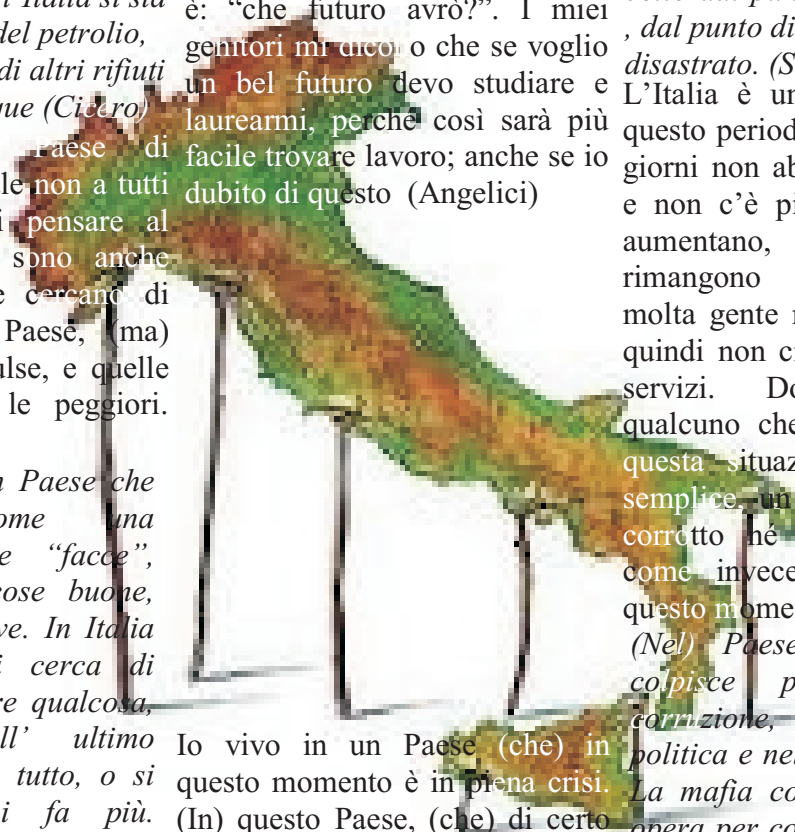 l'Italia si sia
del petrolio,
di altri rifiuti
que (Cicero)
Paese di
le non a tutti
i pensare al
sono anche
e cercano di
Paese, (ma)
ulse, e quelle
le peggiori.
n Paese che
ome una
e “facce”,
ose buone,
ve. In Italia
i cerca di
re qualcosa,
ll’ ultimo
tutto, o si
i fa più.
è: “che futuro avrò?”. I miei
genitori mi dicono che se voglio
un bel futuro devo studiare e
laurearmi, perché così sarà più
facile trovare lavoro; anche se io
dubito di questo (Angelici)
Io vivo in un Paese (che) in
questo momento è in piena crisi.
(In) questo Paese, (che) di certo
, dal punto di
disastrato. (S
L’Italia è un
questo period
giorni non ab
e non c’è pi
aumentano,
rimangono
molta gente
quindi non c
servizi. Do
qualcuno che
questa situaz
semplice, un
corrotto né
come invece
questo mome
(Nel) Paese
colpisce p
corruzione,
politica e nel
La mafia co
opera per co